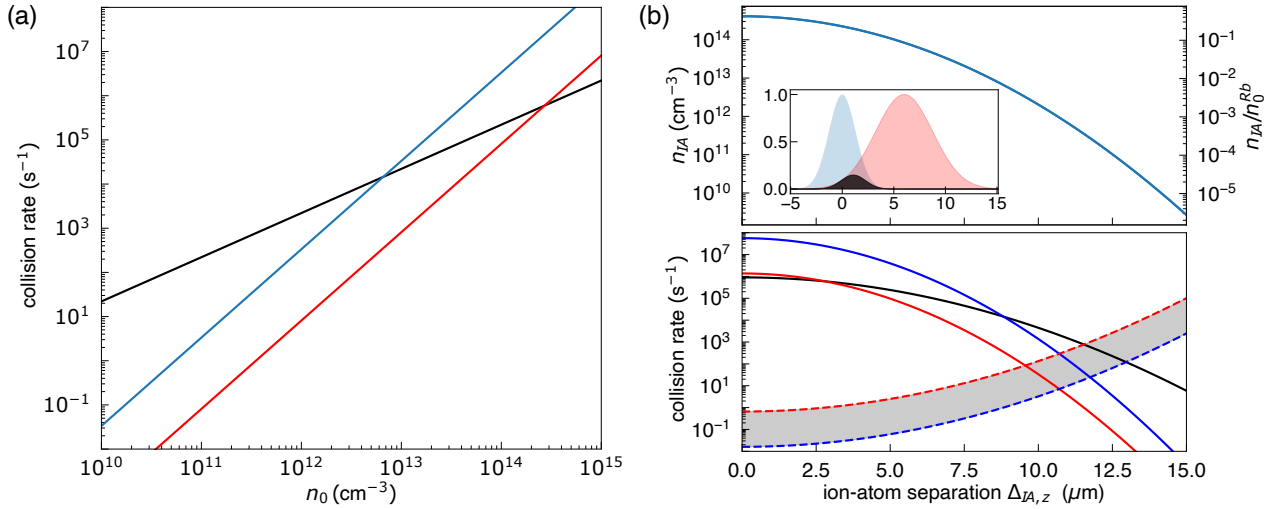 (a)
collision rate (s⁻¹)
10⁷
10⁵
10³
10¹
10⁻¹
10¹⁰ 10¹¹ 10¹² 10¹³ 10¹⁴ 10¹⁵
n₀ (cm⁻³)
(b)
n_IA (cm⁻³)
10¹⁴
10¹³
10¹²
10¹¹
10¹⁰
1.0
0.5
0.0
−5 0 5 10 15
10⁻¹
10⁻²
10⁻³
10⁻⁴
10⁻⁵
n_IA/n₀^Rb
collision rate (s⁻¹)
10⁷
10⁵
10³
10¹
10⁻¹
0.0 2.5 5.0 7.5 10.0 12.5 15.0
ion-atom separation Δ_IA,z (μm)